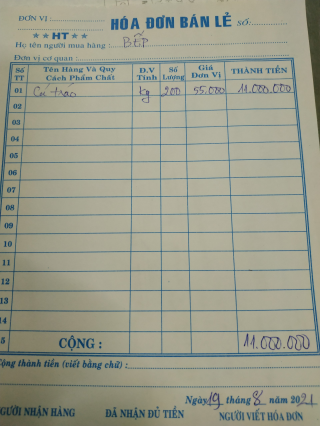 ĐƠN VỊ
HÓA ĐƠN BÁN LẺ SỐ:
★★HT★★
Họ tên người mua hàng : BẾP
Đơn vị cơ quan :
Số TT Tên Hàng Và Quy Cách Phẩm Chất Đ.V Tính Số Lượng Giá Đơn Vị THÀNH TIỀN
01 Cá trắo kg 200 55.000 11.000.000
02
03
04
05
06
07
08
09
10
11
12
13
14
5 CỘNG : 11.000.000
Cộng thành tiền (viết bằng chữ) :
Ngày 19 tháng 8 năm 2021
NGƯỜI NHẬN HÀNG ĐÃ NHẬN ĐỦ TIỀN NGƯỜI VIẾT HÓA ĐƠN